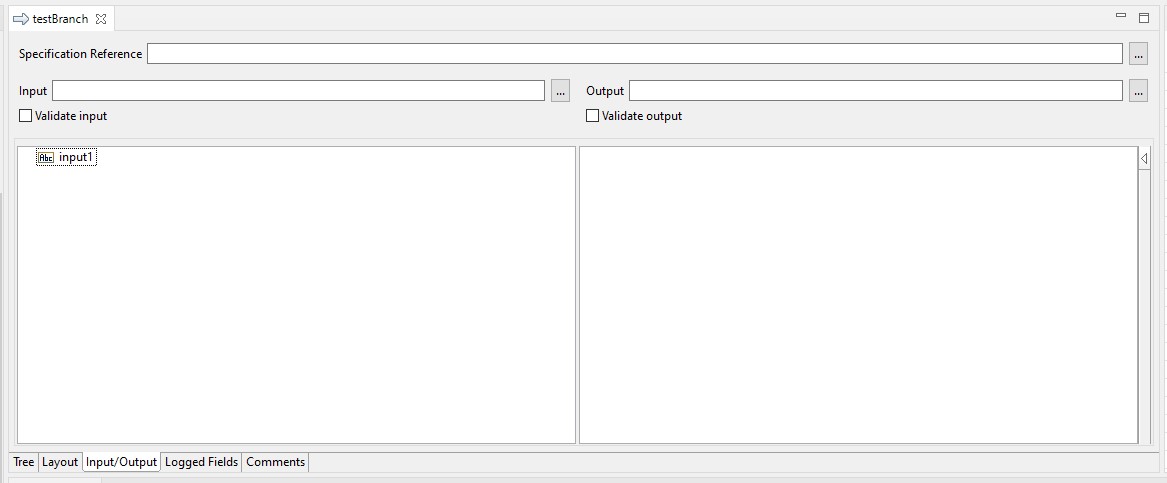 testBranch
Specification Reference ...
Input ... Output ...
Validate input Validate output
Abc input1
Tree Layout Input/Output Logged Fields Comments